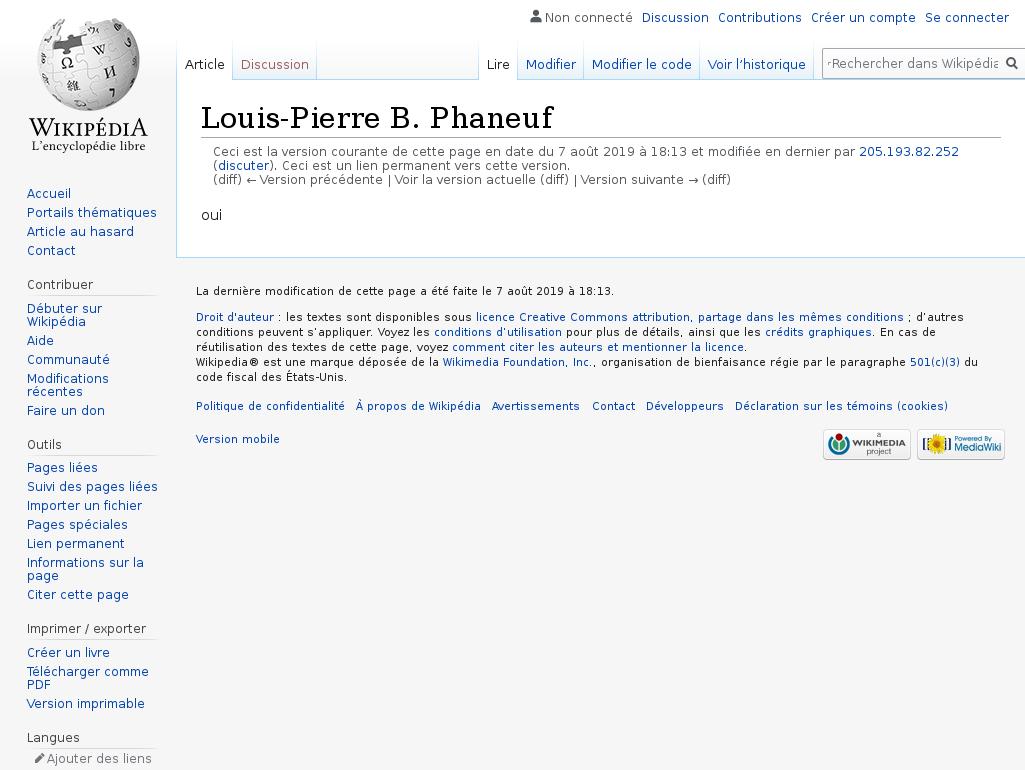 Non connecté Discussion Contributions Créer un compte Se connecter
Article Discussion Lire Modifier Modifier le code Voir l'historique Rechercher dans Wikipédia
WIKIPÉDIA
L'encyclopédie libre
Louis-Pierre B. Phaneuf
Ceci est la version courante de cette page en date du 7 août 2019 à 18:13 et modifiée en dernier par 205.193.82.252
(discuter). Ceci est un lien permanent vers cette version.
(diff) ← Version précédente | Voir la version actuelle (diff) | Version suivante → (diff)
oui
La dernière modification de cette page a été faite le 7 août 2019 à 18:13.
Droit d'auteur : les textes sont disponibles sous licence Creative Commons attribution, partage dans les mêmes conditions ; d'autres
conditions peuvent s'appliquer. Voyez les conditions d'utilisation pour plus de détails, ainsi que les crédits graphiques. En cas de
réutilisation des textes de cette page, voyez comment citer les auteurs et mentionner la licence.
Wikipedia® est une marque déposée de la Wikimedia Foundation, Inc., organisation de bienfaisance régie par le paragraphe 501(c)(3) du
code fiscal des États-Unis.
Politique de confidentialité À propos de Wikipédia Avertissements Contact Développeurs Déclaration sur les témoins (cookies)
Version mobile
a
WIKIMEDIA
project
Powered By
MediaWiki
Accueil
Portails thématiques
Article au hasard
Contact
Contribuer
Débuter sur
Wikipédia
Aide
Communauté
Modifications
récentes
Faire un don
Outils
Pages liées
Suivi des pages liées
Importer un fichier
Pages spéciales
Lien permanent
Informations sur la
page
Citer cette page
Imprimer / exporter
Créer un livre
Télécharger comme
PDF
Version imprimable
Langues
Ajouter des liens